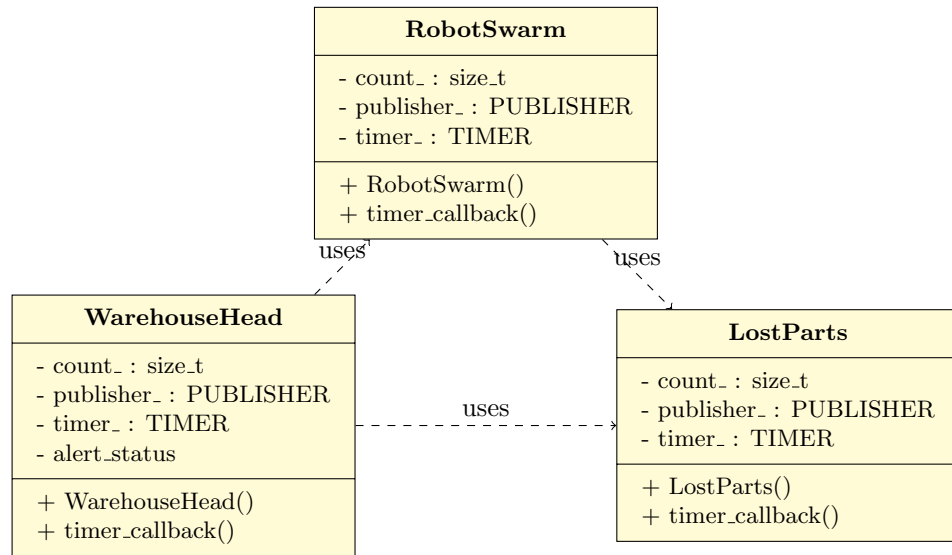 RobotSwarm
- count_ : size_t
- publisher_ : PUBLISHER
- timer_ : TIMER
+ RobotSwarm()
+ timer_callback()
uses
uses
WarehouseHead
- count_ : size_t
- publisher_ : PUBLISHER
- timer_ : TIMER
- alert_status
+ WarehouseHead()
+ timer_callback()
uses
LostParts
- count_ : size_t
- publisher_ : PUBLISHER
- timer_ : TIMER
+ LostParts()
+ timer_callback()